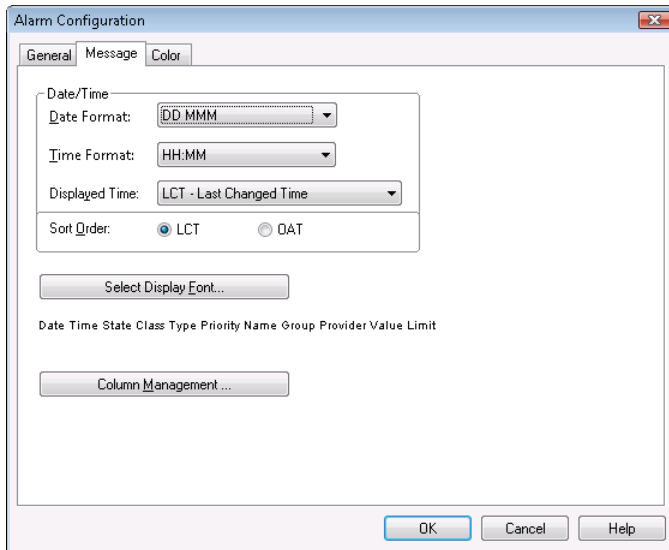 Alarm Configuration
General Message Color
Date/Time
Date Format: DD MMM
Time Format: HH:MM
Displayed Time: LCT - Last Changed Time
Sort Order: LCT OAT
Select Display Font...
Date Time State Class Type Priority Name Group Provider Value Limit
Column Management ...
OK Cancel Help